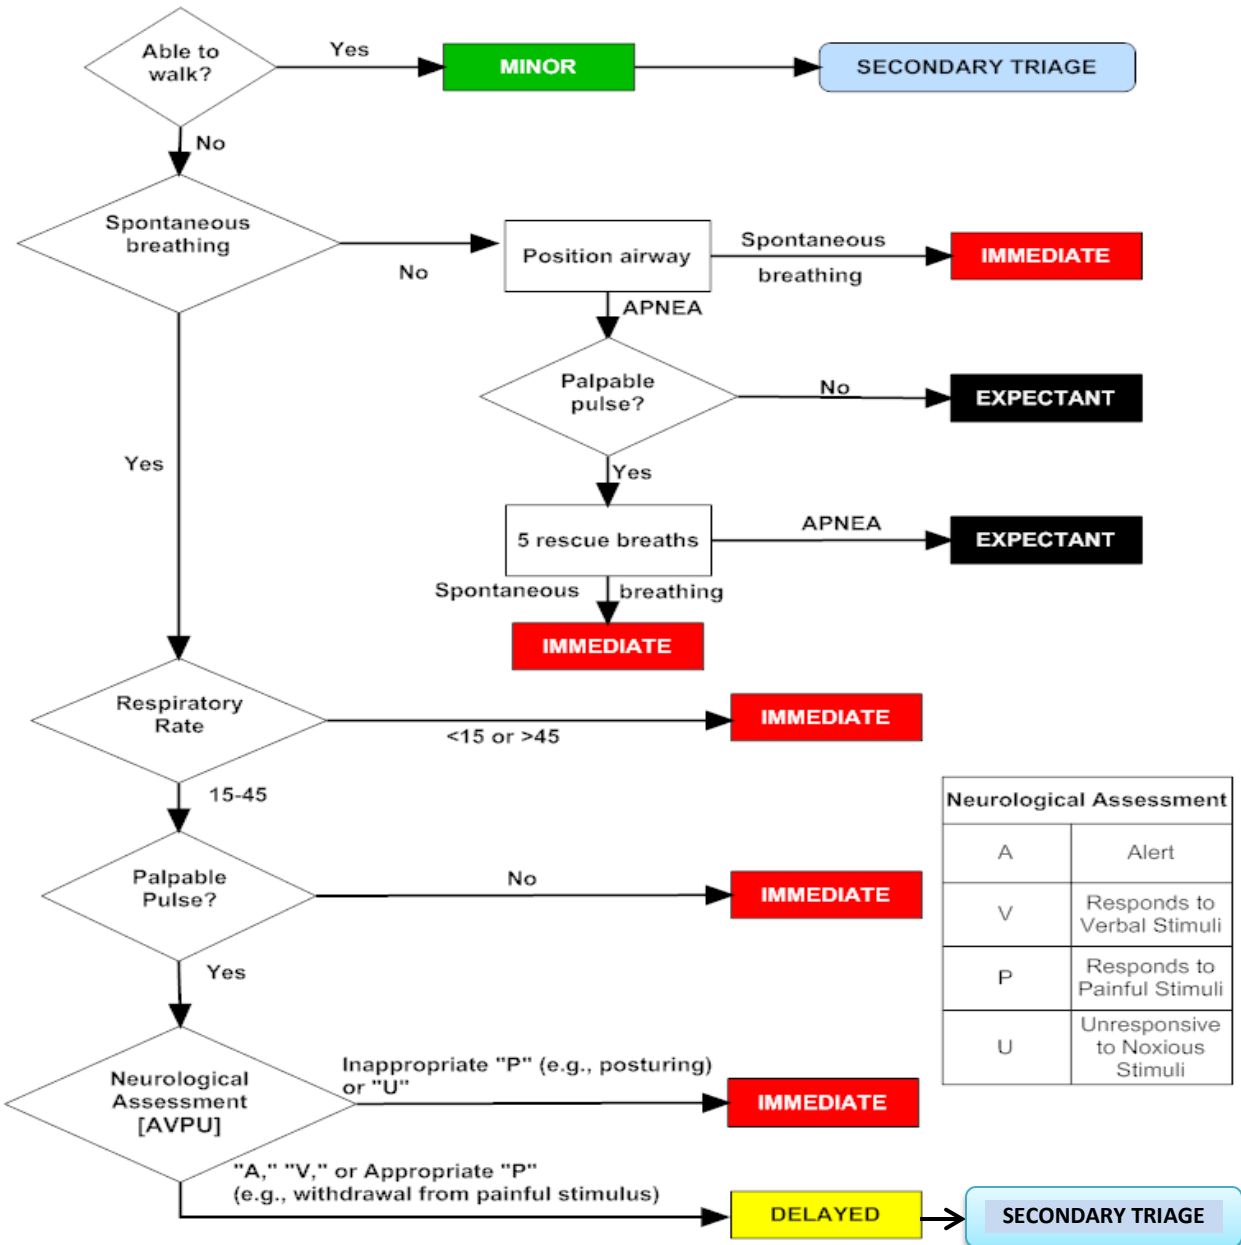 Able to
walk?
Yes
MINOR
SECONDARY TRIAGE
No
Spontaneous
breathing
No
Position airway
Spontaneous
breathing
IMMEDIATE
APNEA
Palpable
pulse?
No
EXPECTANT
Yes
Yes
5 rescue breaths
APNEA
EXPECTANT
Spontaneous
breathing
IMMEDIATE
Respiratory
Rate
<15 or >45
IMMEDIATE
15-45
Palpable
Pulse?
No
IMMEDIATE
Yes
Neurological
Assessment
[AVPU]
Inappropriate "P" (e.g., posturing)
or "U"
IMMEDIATE
"A," "V," or Appropriate "P"
(e.g., withdrawal from painful stimulus)
DELAYED
SECONDARY TRIAGE
Neurological Assessment
A
Alert
V
Responds to
Verbal Stimuli
P
Responds to
Painful Stimuli
U
Unresponsive
to Noxious
Stimuli